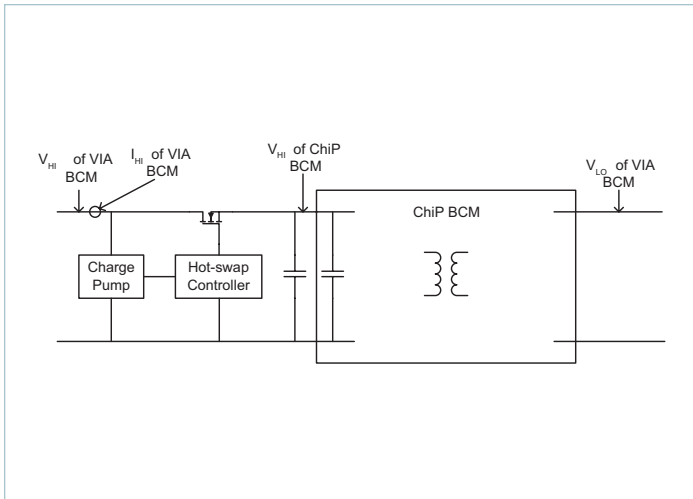 V_HI of VIA
BCM
I_HI of VIA
BCM
V_HI of ChiP
BCM
V_LO of VIA
BCM
ChiP BCM
Charge
Pump
Hot-swap
Controller